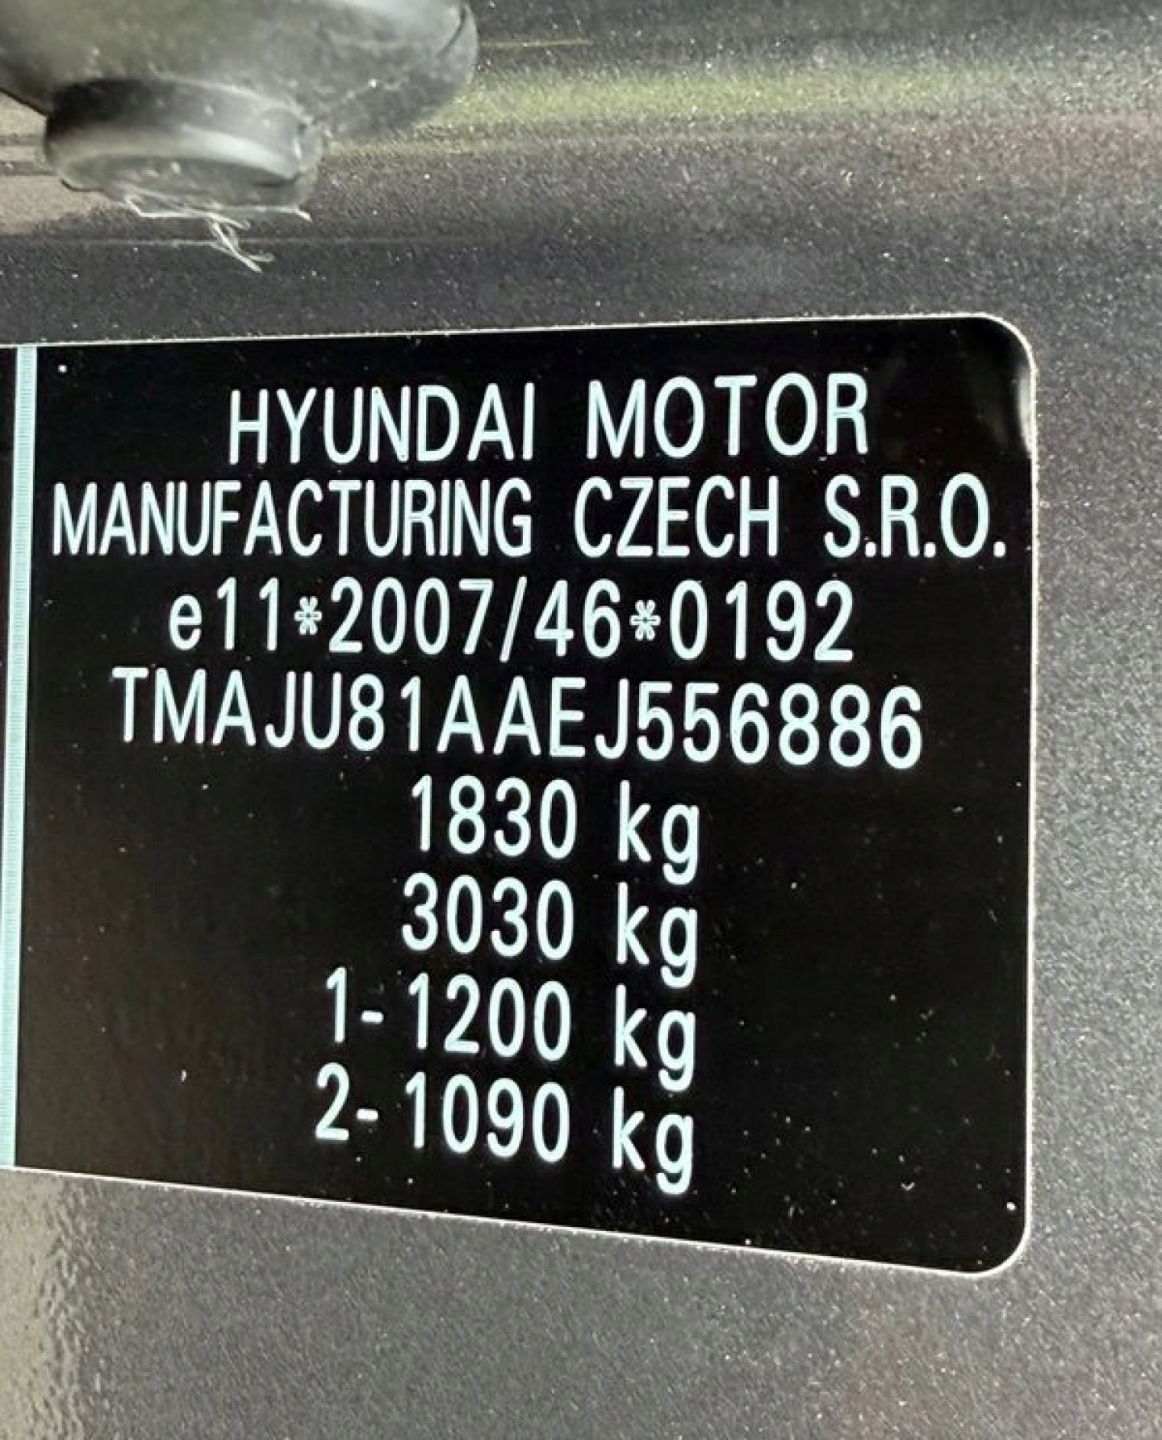 HYUNDAI MOTOR
MANUFACTURING CZECH S.R.O.
e11*2007/46*0192
TMAJU81AAEJ556886
1830 kg
3030 kg
1-1200 kg
2-1090 kg